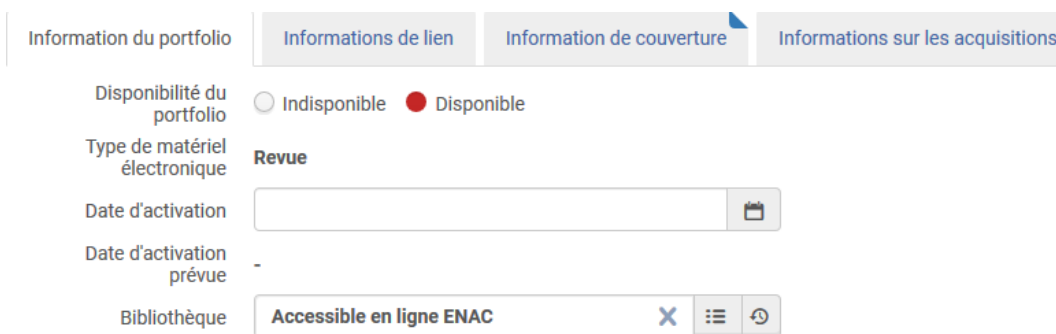 Information du portfolio Informations de lien Information de couverture Informations sur les acquisitions
Disponibilité du
portfolio
Indisponible Disponible
Type de matériel
électronique
Revue
Date d'activation
Date d'activation
prévue
-
Bibliothèque Accessible en ligne ENAC